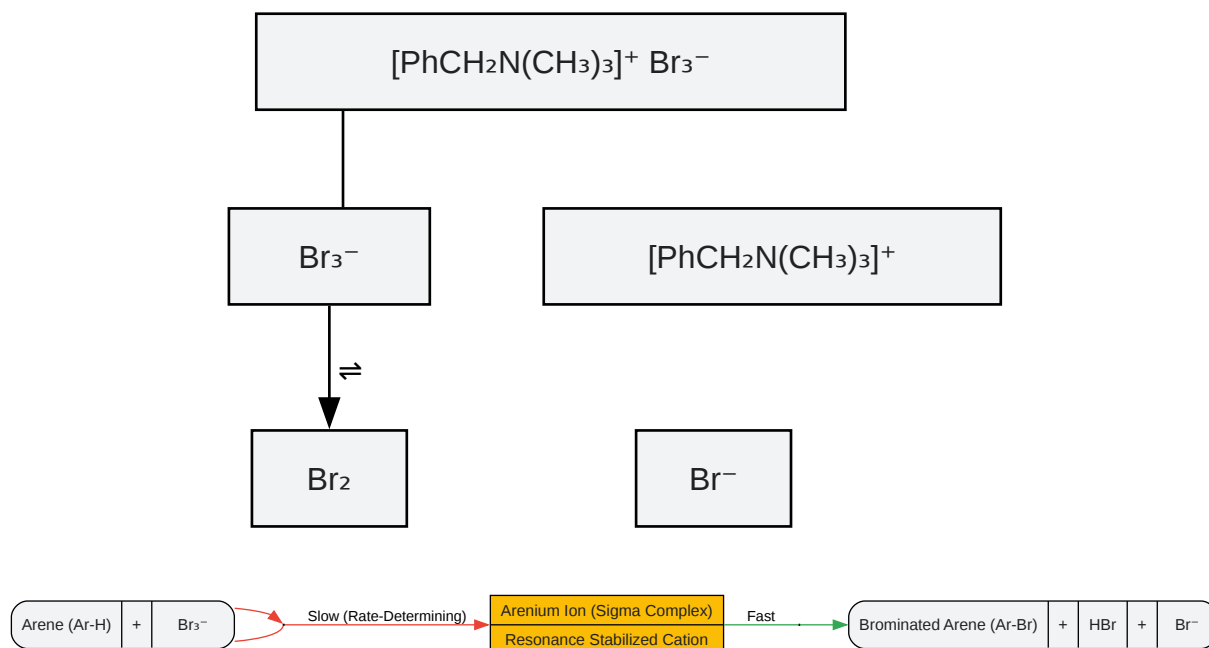 [PhCH₂N(CH₃)₃]⁺ Br₃⁻
Br₃⁻
[PhCH₂N(CH₃)₃]⁺
⇌
Br₂
Br⁻
Arene (Ar-H) + Br₃⁻
Slow (Rate-Determining)
Arenium Ion (Sigma Complex)
Resonance Stabilized Cation
Fast
Brominated Arene (Ar-Br) + HBr + Br⁻